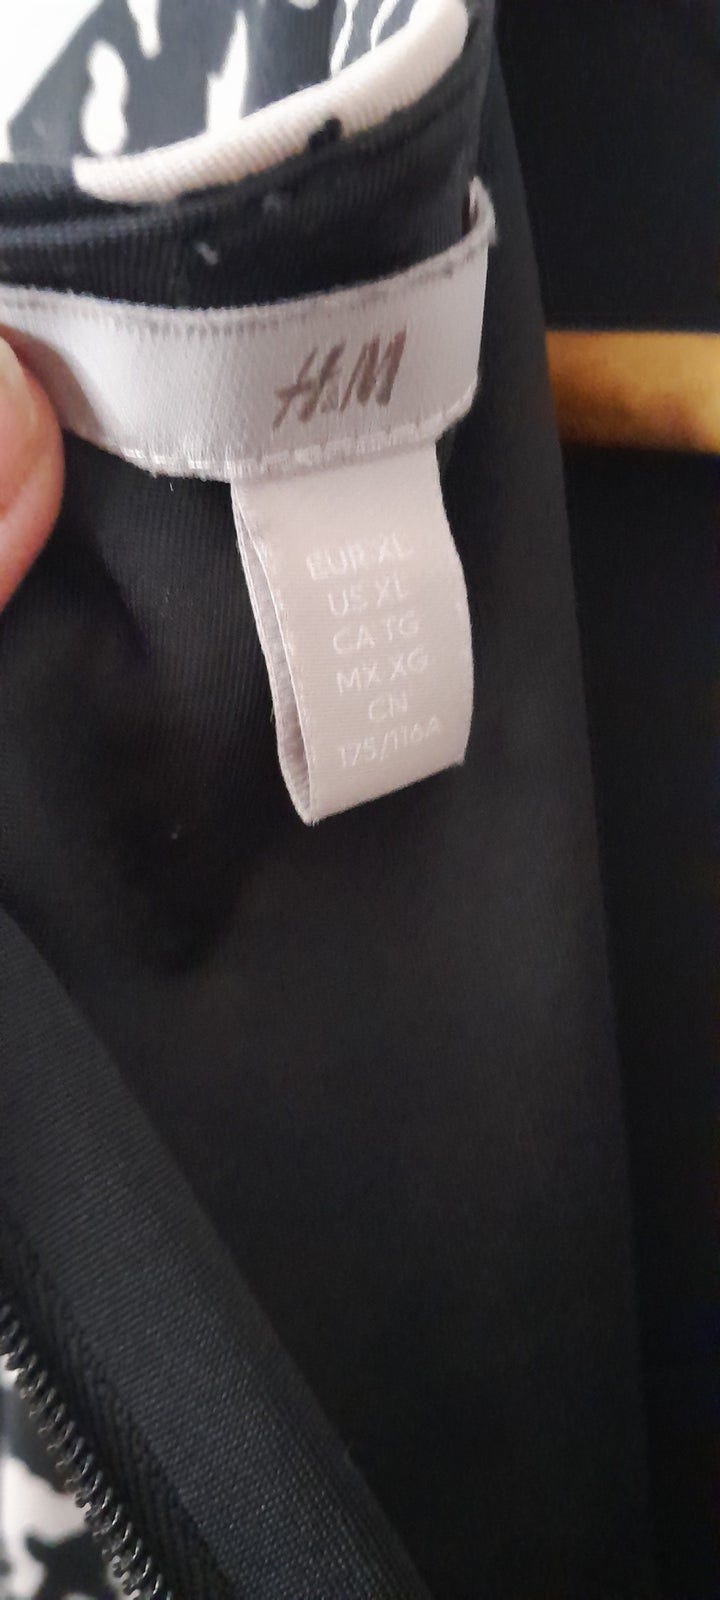 H&M
EUR XL
US XL
CA TG
MX XG
CN
175/116A